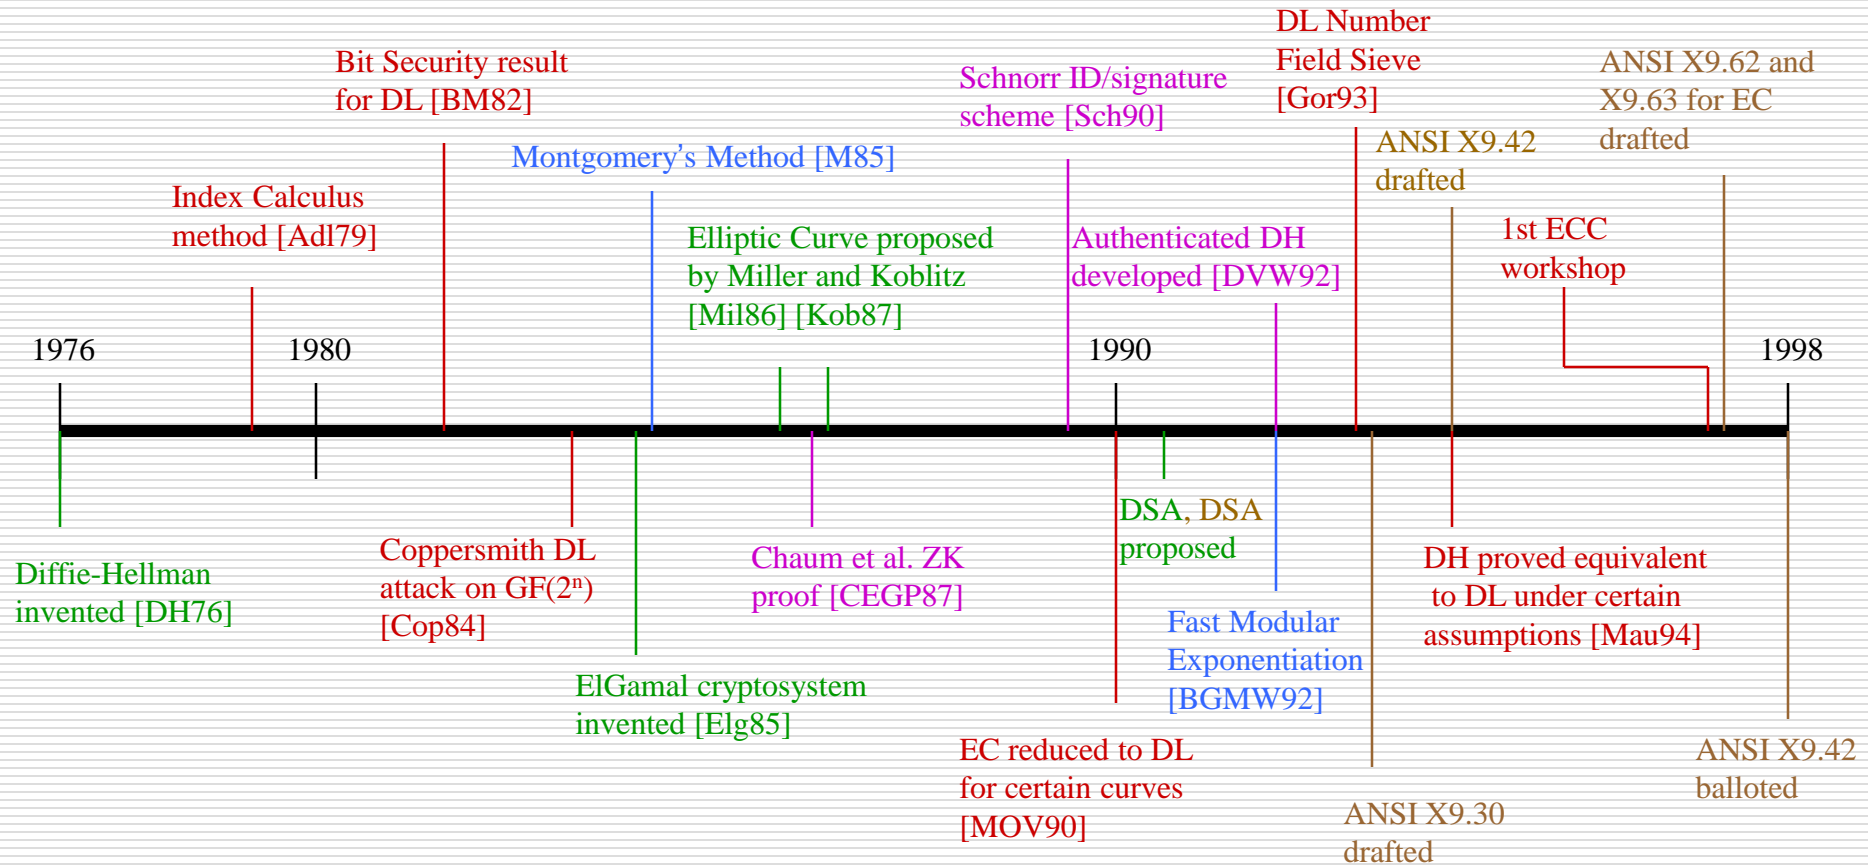 DL Number
Field Sieve
[Gor93]
Bit Security result
for DL [BM82]
Schnorr ID/signature
scheme [Sch90]
ANSI X9.62 and
X9.63 for EC
drafted
Montgomery’s Method [M85]
ANSI X9.42
drafted
Index Calculus
method [Adl79]
Elliptic Curve proposed
by Miller and Koblitz
[Mil86] [Kob87]
Authenticated DH
developed [DVW92]
1st ECC
workshop
1976
1980
1990
1998
Diffie-Hellman
invented [DH76]
Coppersmith DL
attack on GF(2ⁿ)
[Cop84]
ElGamal cryptosystem
invented [Elg85]
Chaum et al. ZK
proof [CEGP87]
DSA, DSA
proposed
EC reduced to DL
for certain curves
[MOV90]
Fast Modular
Exponentiation
[BGMW92]
DH proved equivalent
to DL under certain
assumptions [Mau94]
ANSI X9.30
drafted
ANSI X9.42
balloted